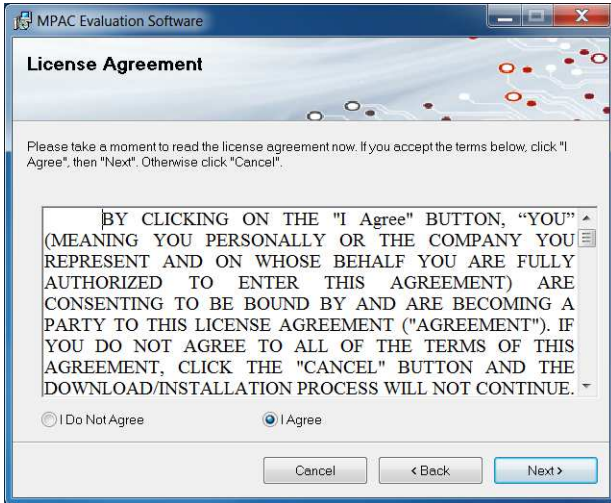 MPAC Evaluation Software
License Agreement
Please take a moment to read the license agreement now. If you accept the terms below, click "I
Agree", then "Next". Otherwise click "Cancel".
BY CLICKING ON THE "I Agree" BUTTON, “YOU”
(MEANING YOU PERSONALLY OR THE COMPANY YOU
REPRESENT AND ON WHOSE BEHALF YOU ARE FULLY
AUTHORIZED TO ENTER THIS AGREEMENT) ARE
CONSENTING TO BE BOUND BY AND ARE BECOMING A
PARTY TO THIS LICENSE AGREEMENT ("AGREEMENT"). IF
YOU DO NOT AGREE TO ALL OF THE TERMS OF THIS
AGREEMENT, CLICK THE "CANCEL" BUTTON AND THE
DOWNLOAD/INSTALLATION PROCESS WILL NOT CONTINUE.
I Do Not Agree
I Agree
Cancel
< Back
Next >